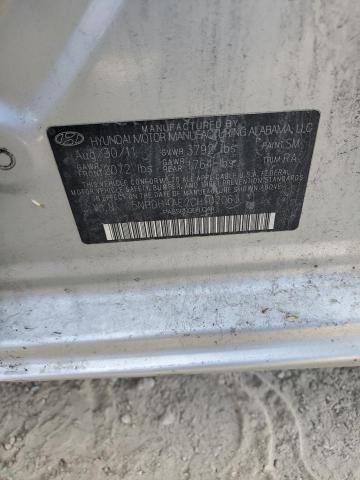 MANUFACTURED BY
HYUNDAI MOTOR MANUFACTURING ALABAMA, LLC
Aug/30/11 GVWR 3792 lbs PAINT SM
GAWR FRONT 2072 lbs GAWR REAR 1764 lbs TRIM RA
THIS VEHICLE CONFORMS TO ALL APPLICABLE U.S. FEDERAL
MOTOR VEHICLE SAFETY, BUMPER, AND THEFT PREVENTION STANDARDS
IN EFFECT ON THE DATE OF MANUFACTURE SHOWN ABOVE.
PASSENGER CAR